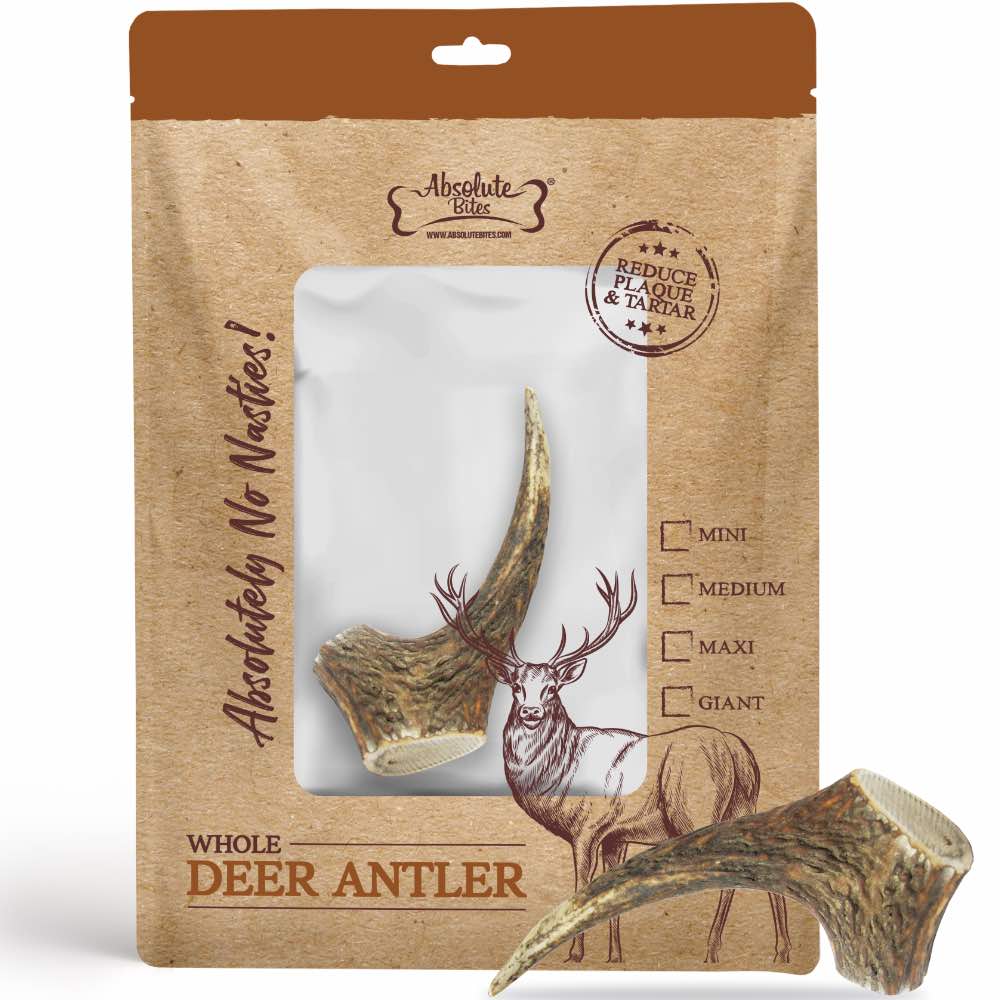 Absolute
Bites
®
WWW.ABSOLUTEBITES.COM
REDUCE
PLAQUE
& TARTAR
Absolutely No Nasties!
MINI
MEDIUM
MAXI
GIANT
WHOLE
DEER ANTLER